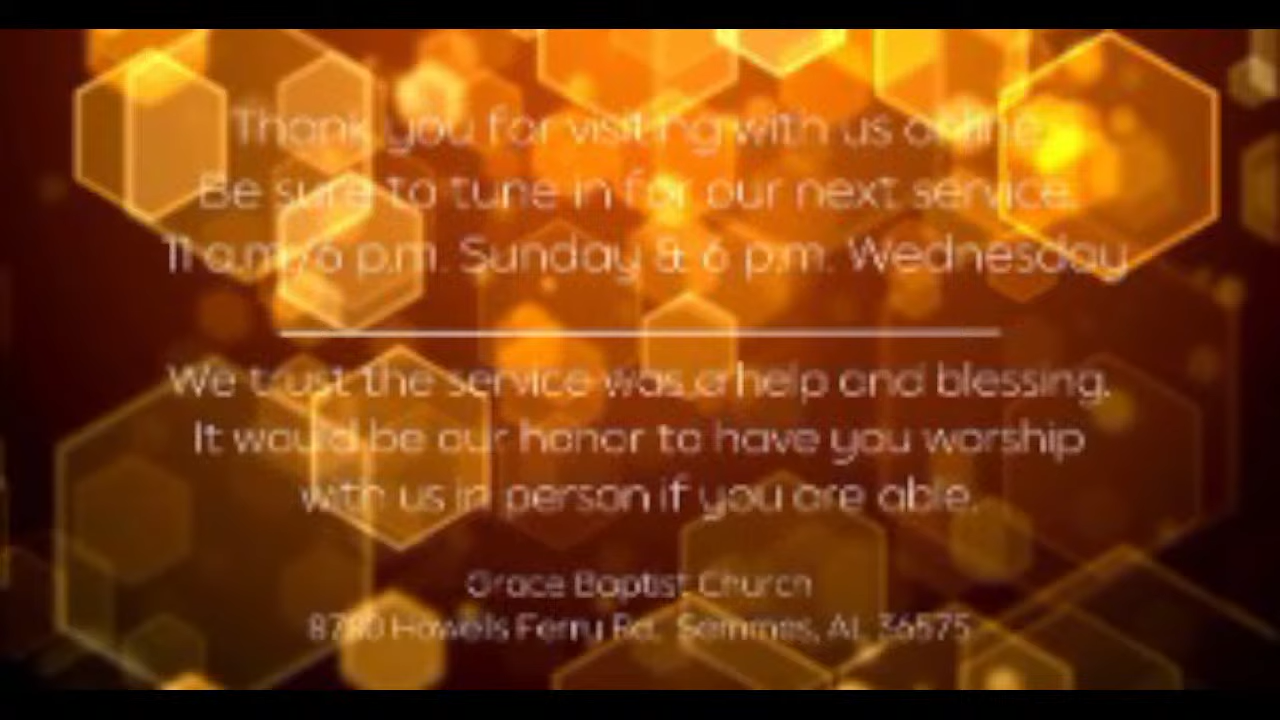 Thank you for visiting with us online.
Be sure to tune in for our next service.
11 a.m./6 p.m. Sunday & 6 p.m. Wednesday
We trust the service was a help and blessing.
It would be our honor to have you worship
with us in person if you are able.
Grace Baptist Church
Howells Ferry Rd. Semmes, AL 36575